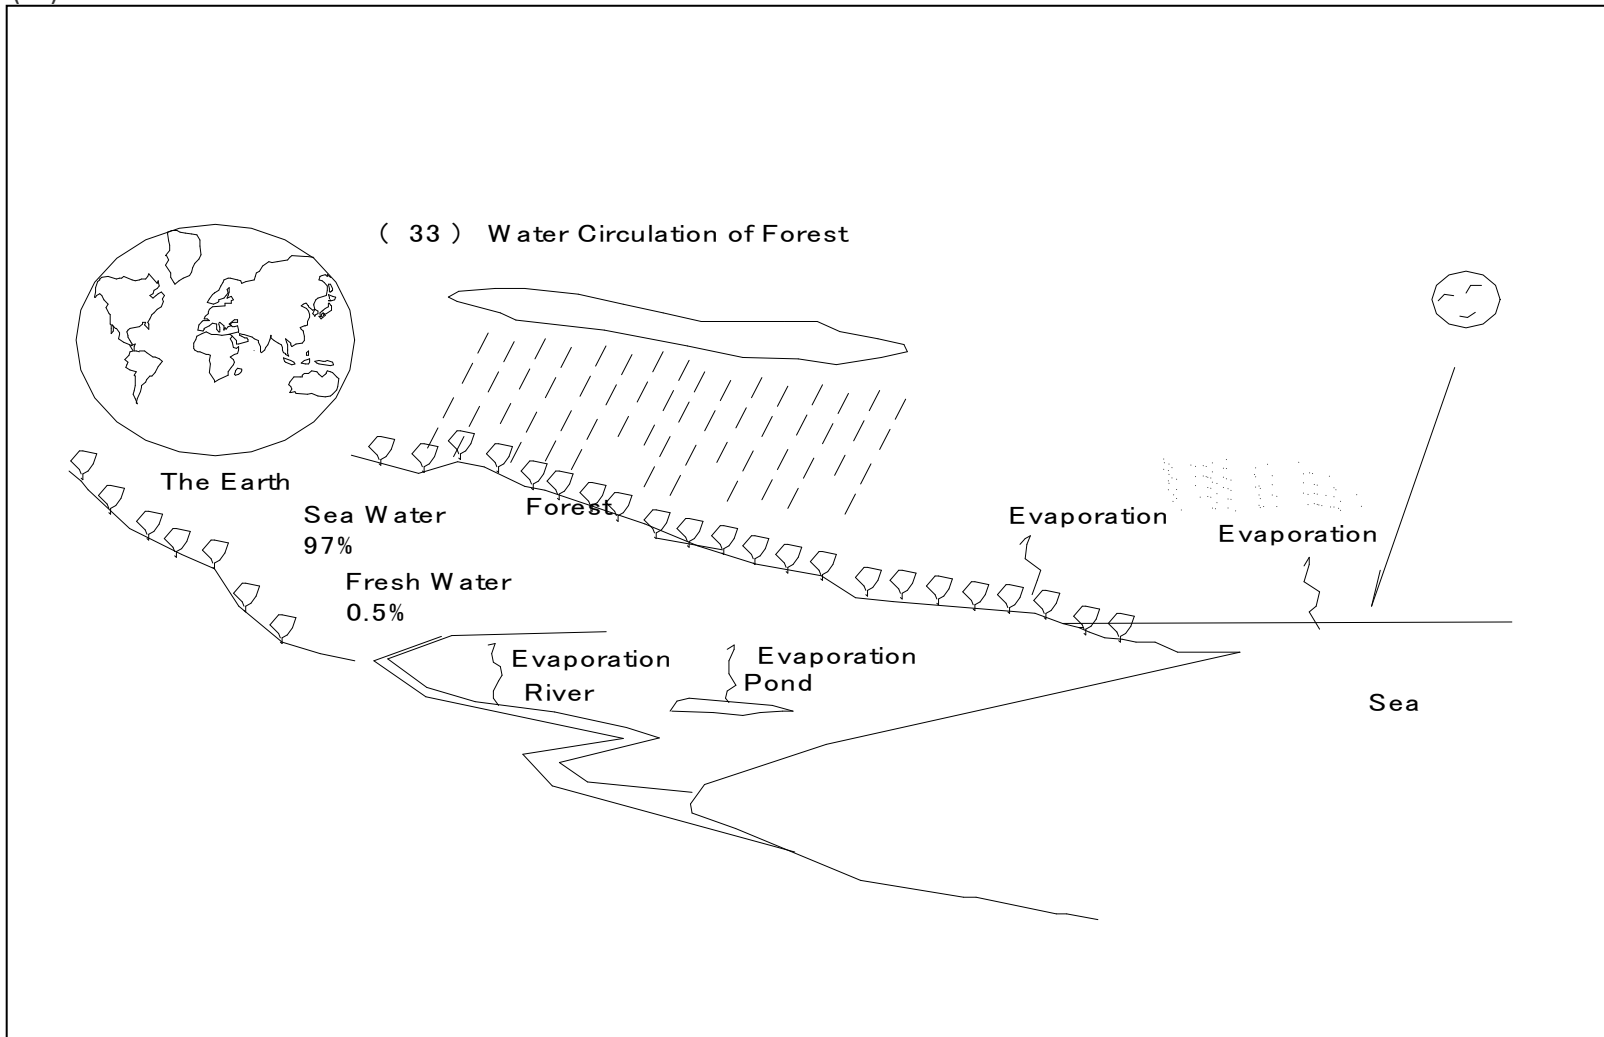 ( 33 ) Water Circulation of Forest
The Earth
Sea Water
97%
Forest
Fresh Water
0.5%
Evaporation
Evaporation
Evaporation
River
Evaporation
Pond
Sea